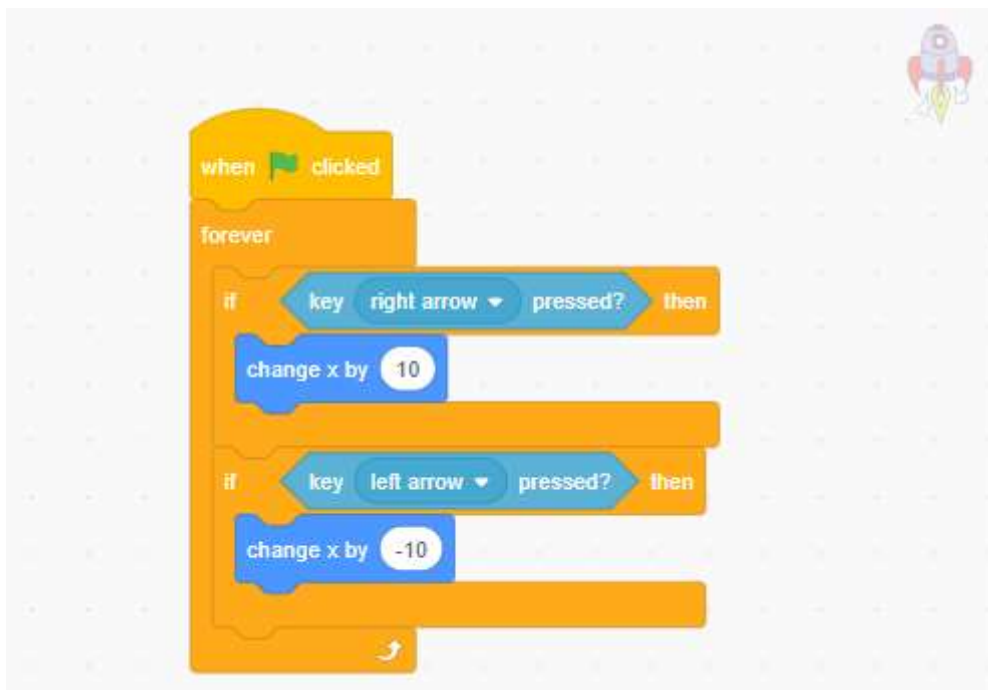 when clicked
forever
if key right arrow pressed? then
change x by 10
if key left arrow pressed? then
change x by -10